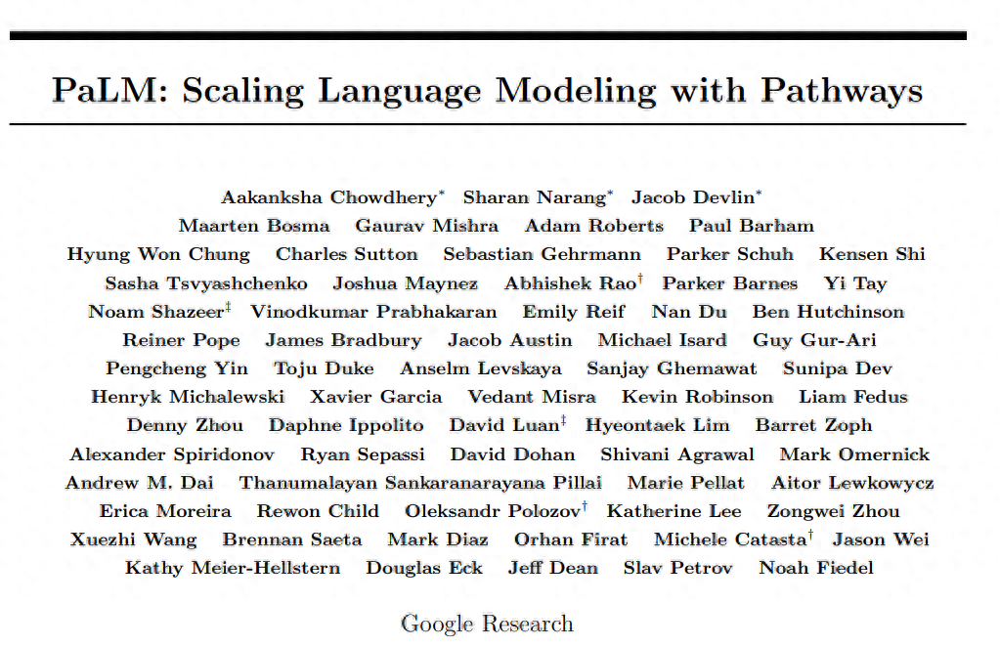 PaLM: Scaling Language Modeling with Pathways
Aakanksha Chowdhery* Sharan Narang* Jacob Devlin*
Maarten Bosma Gaurav Mishra Adam Roberts Paul Barham
Hyung Won Chung Charles Sutton Sebastian Gehrmann Parker Schuh Kensen Shi
Sasha Tsvyashchenko Joshua Maynez Abhishek Rao† Parker Barnes Yi Tay
Noam Shazeer‡ Vinodkumar Prabhakaran Emily Reif Nan Du Ben Hutchinson
Reiner Pope James Bradbury Jacob Austin Michael Isard Guy Gur-Ari
Pengcheng Yin Toju Duke Anselm Levskaya Sanjay Ghemawat Sunipa Dev
Henryk Michalewski Xavier Garcia Vedant Misra Kevin Robinson Liam Fedus
Denny Zhou Daphne Ippolito David Luan‡ Hyeontaek Lim Barret Zoph
Alexander Spiridonov Ryan Sepassi David Dohan Shivani Agrawal Mark Omernick
Andrew M. Dai Thanumalayan Sankaranarayana Pillai Marie Pellat Aitor Lewkowycz
Erica Moreira Rewon Child Oleksandr Polozov† Katherine Lee Zongwei Zhou
Xuezhi Wang Brennan Saeta Mark Diaz Orhan Firat Michele Catasta† Jason Wei
Kathy Meier-Hellstern Douglas Eck Jeff Dean Slav Petrov Noah Fiedel
Google Research